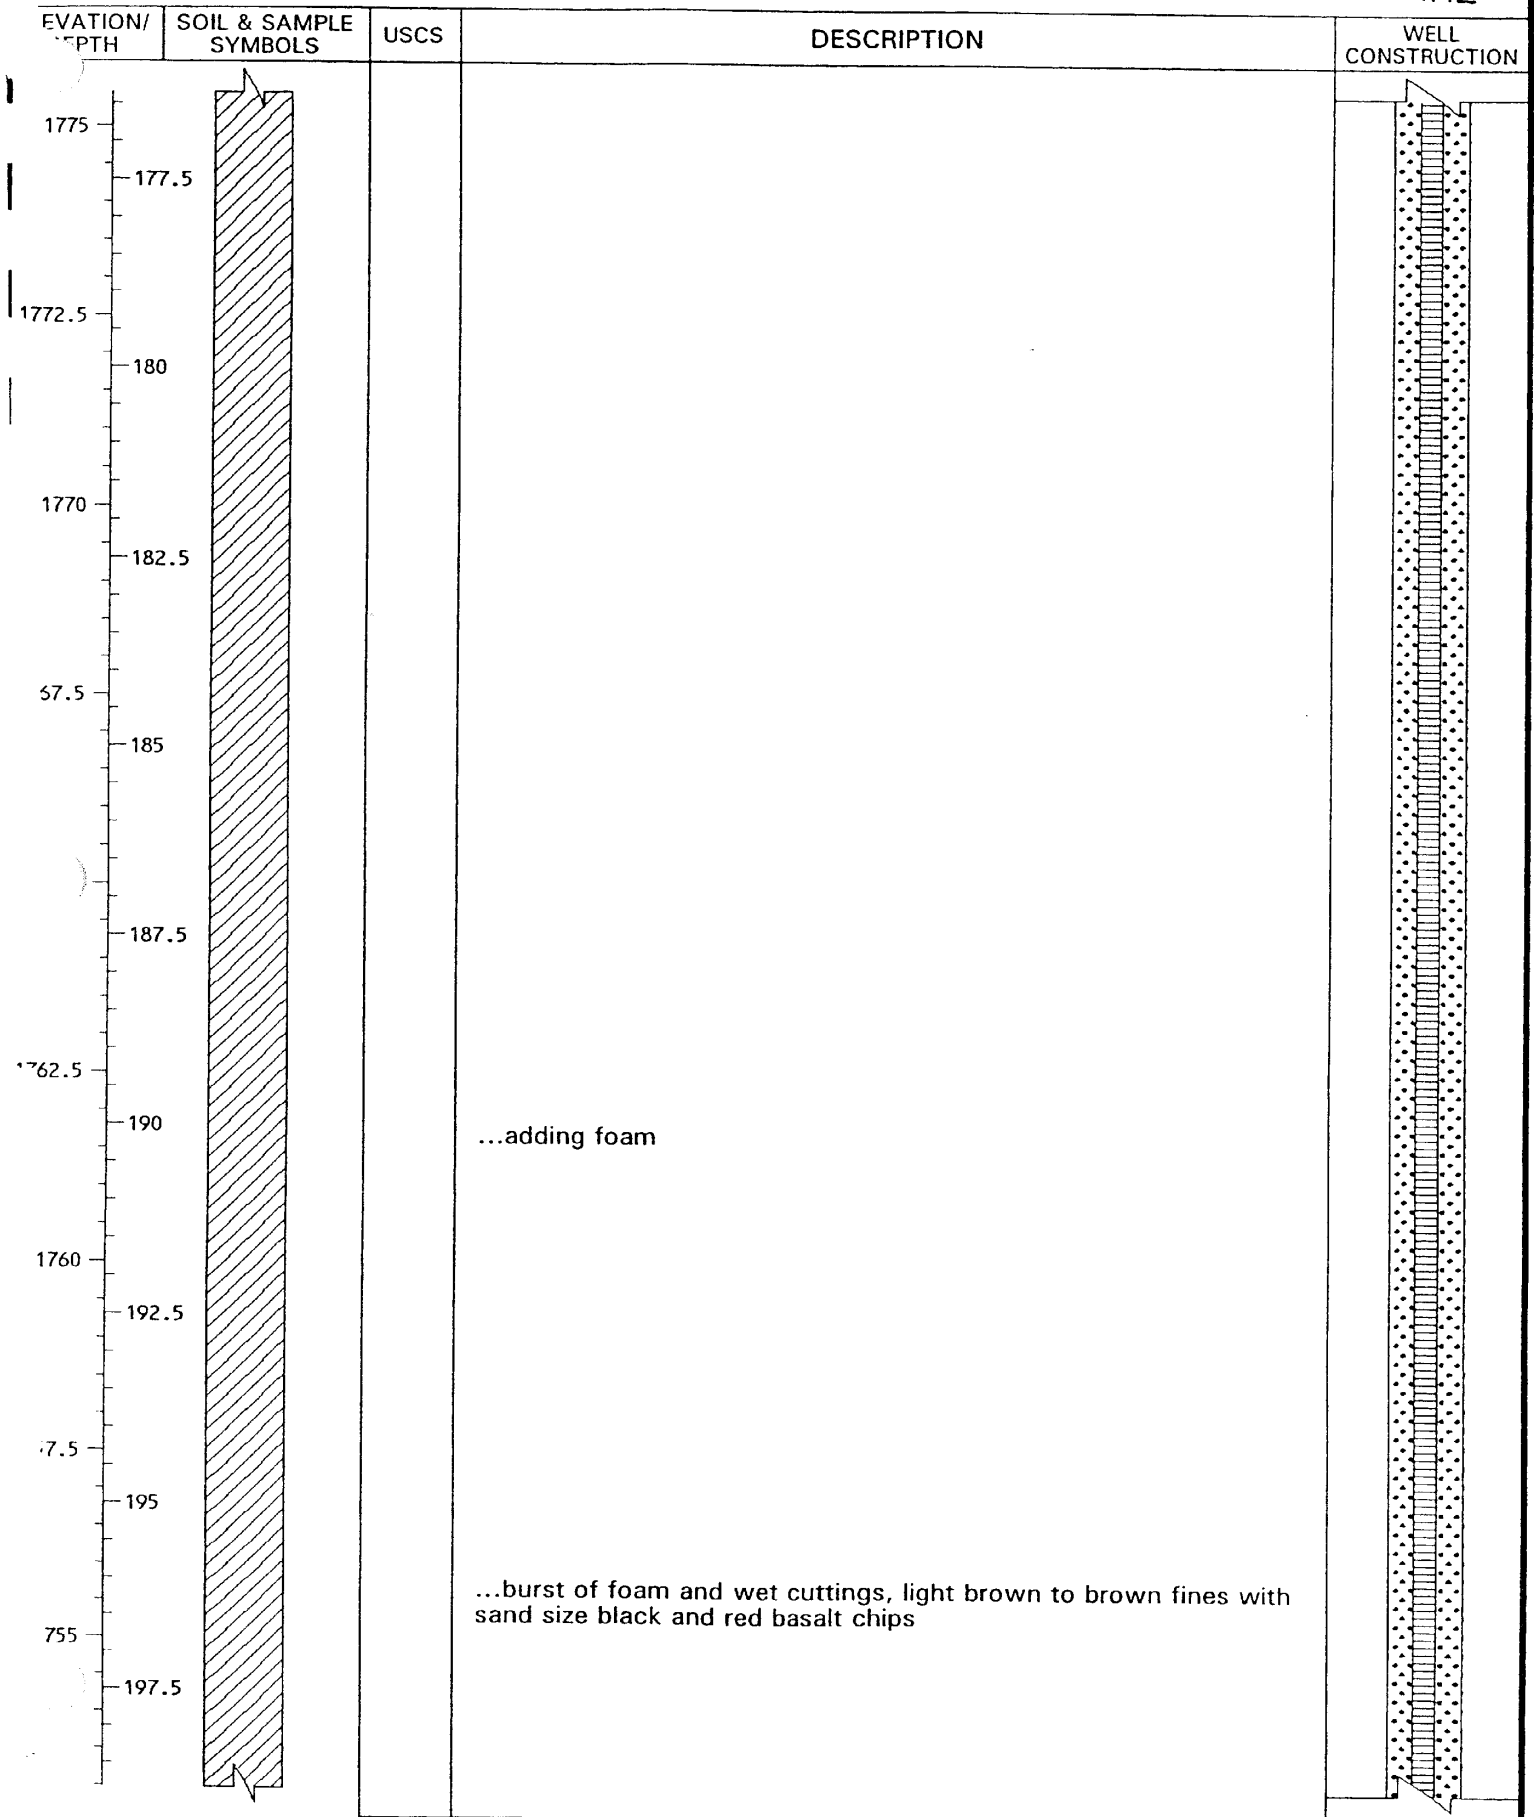 EVATION/
EPTH
SOIL & SAMPLE
SYMBOLS
USCS
DESCRIPTION
WELL
CONSTRUCTION
1775
177.5
1772.5
180
1770
182.5
67.5
185
187.5
1762.5
190
...adding foam
1760
192.5
7.5
195
...burst of foam and wet cuttings, light brown to brown fines with
sand size black and red basalt chips
755
197.5